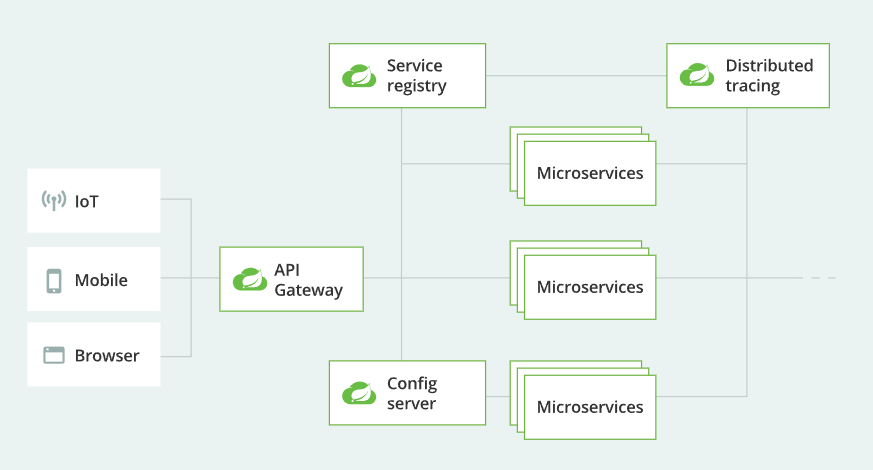 Service
registry
Distributed
tracing
Microservices
IoT
Mobile
Browser
API
Gateway
Microservices
Config
server
Microservices